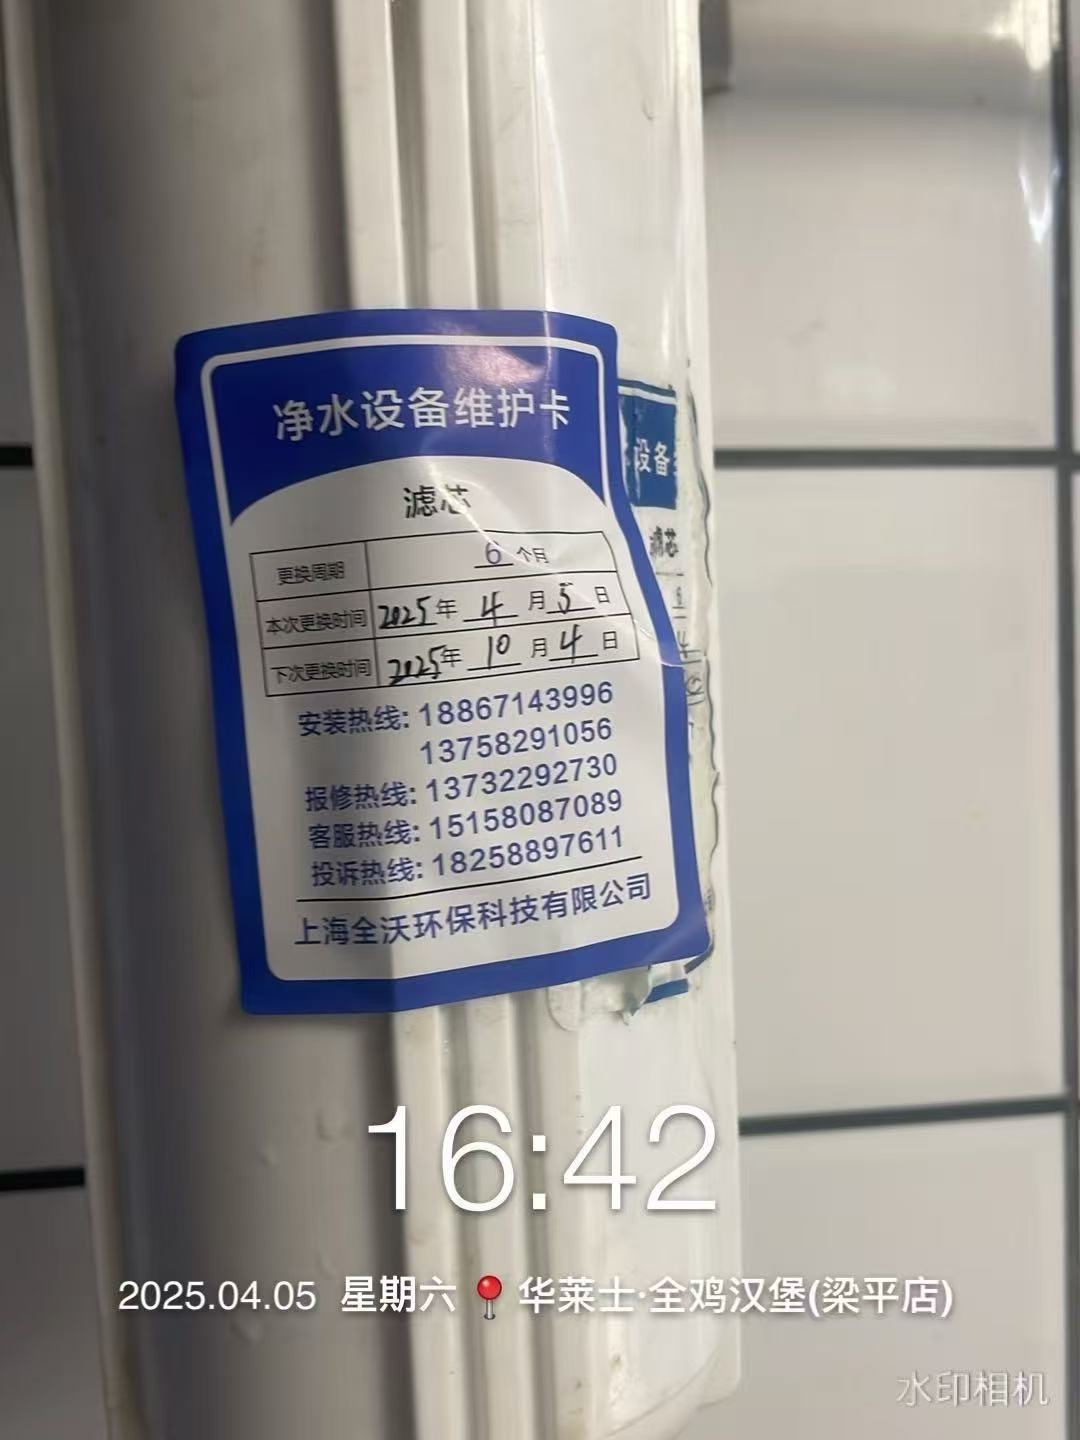 净水设备维护卡
滤芯
更换周期 6 个月
本次更换时间 2025年 4 月 5 日
下次更换时间 2025年 10 月 4 日
安装热线: 18867143996
13758291056
报修热线: 13732292730
客服热线: 15158087089
投诉热线: 18258897611
上海全沃环保科技有限公司
设备
滤芯
16:42
2025.04.05 星期六 华莱士·全鸡汉堡(梁平店)
水印相机